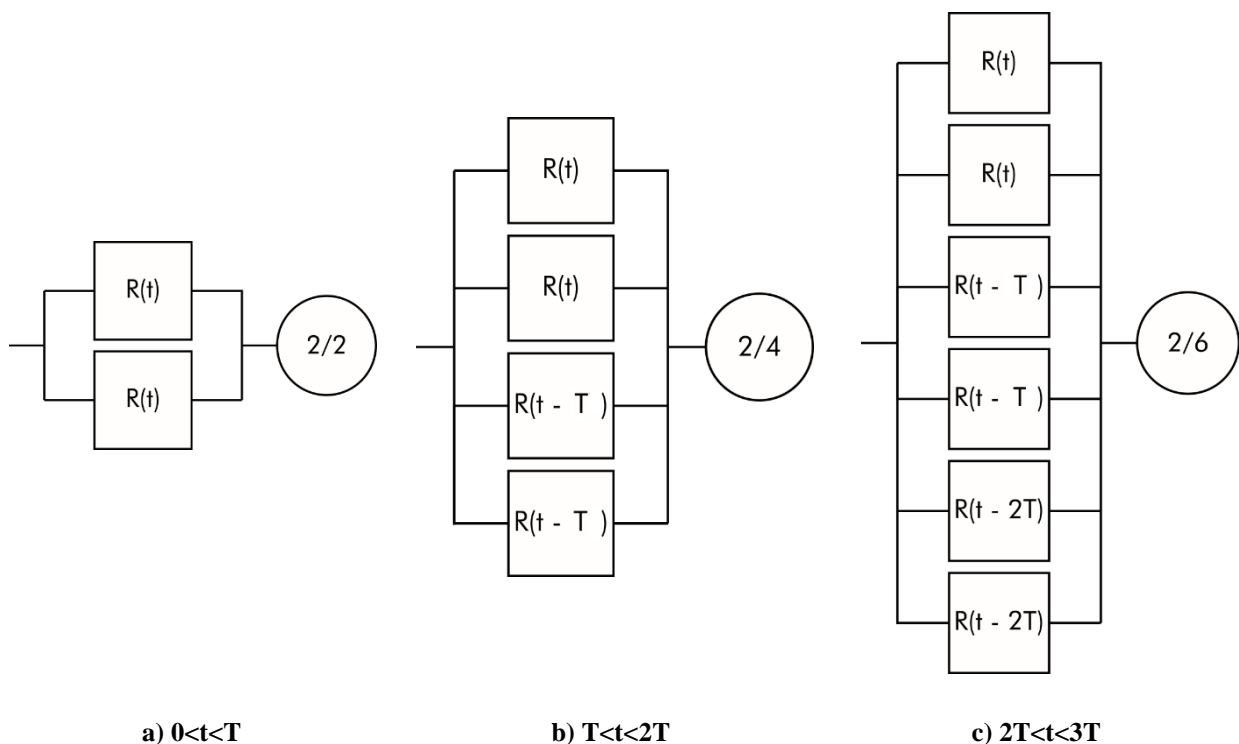 R(t)
R(t)
2/2
a) 0<t<T
R(t)
R(t)
R(t - T )
R(t - T )
2/4
b) T<t<2T
R(t)
R(t)
R(t - T )
R(t - T )
R(t - 2T)
R(t - 2T)
2/6
c) 2T<t<3T